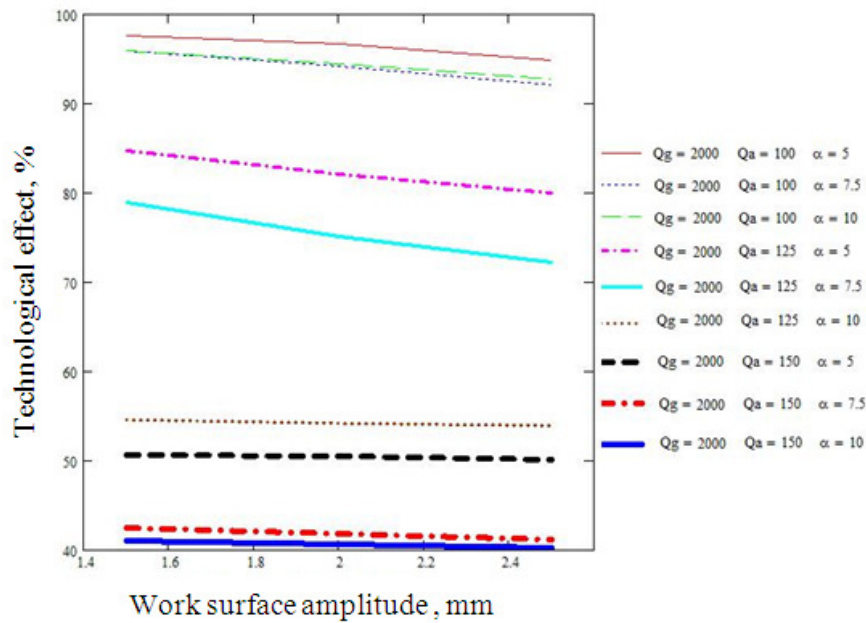 100
90
80
70
60
50
40
1.4
1.6
1.8
2
2.2
2.4
Technological effect, %
Work surface amplitude , mm
Qg = 2000 Qa = 100 α = 5
Qg = 2000 Qa = 100 α = 7.5
Qg = 2000 Qa = 100 α = 10
Qg = 2000 Qa = 125 α = 5
Qg = 2000 Qa = 125 α = 7.5
Qg = 2000 Qa = 125 α = 10
Qg = 2000 Qa = 150 α = 5
Qg = 2000 Qa = 150 α = 7.5
Qg = 2000 Qa = 150 α = 10